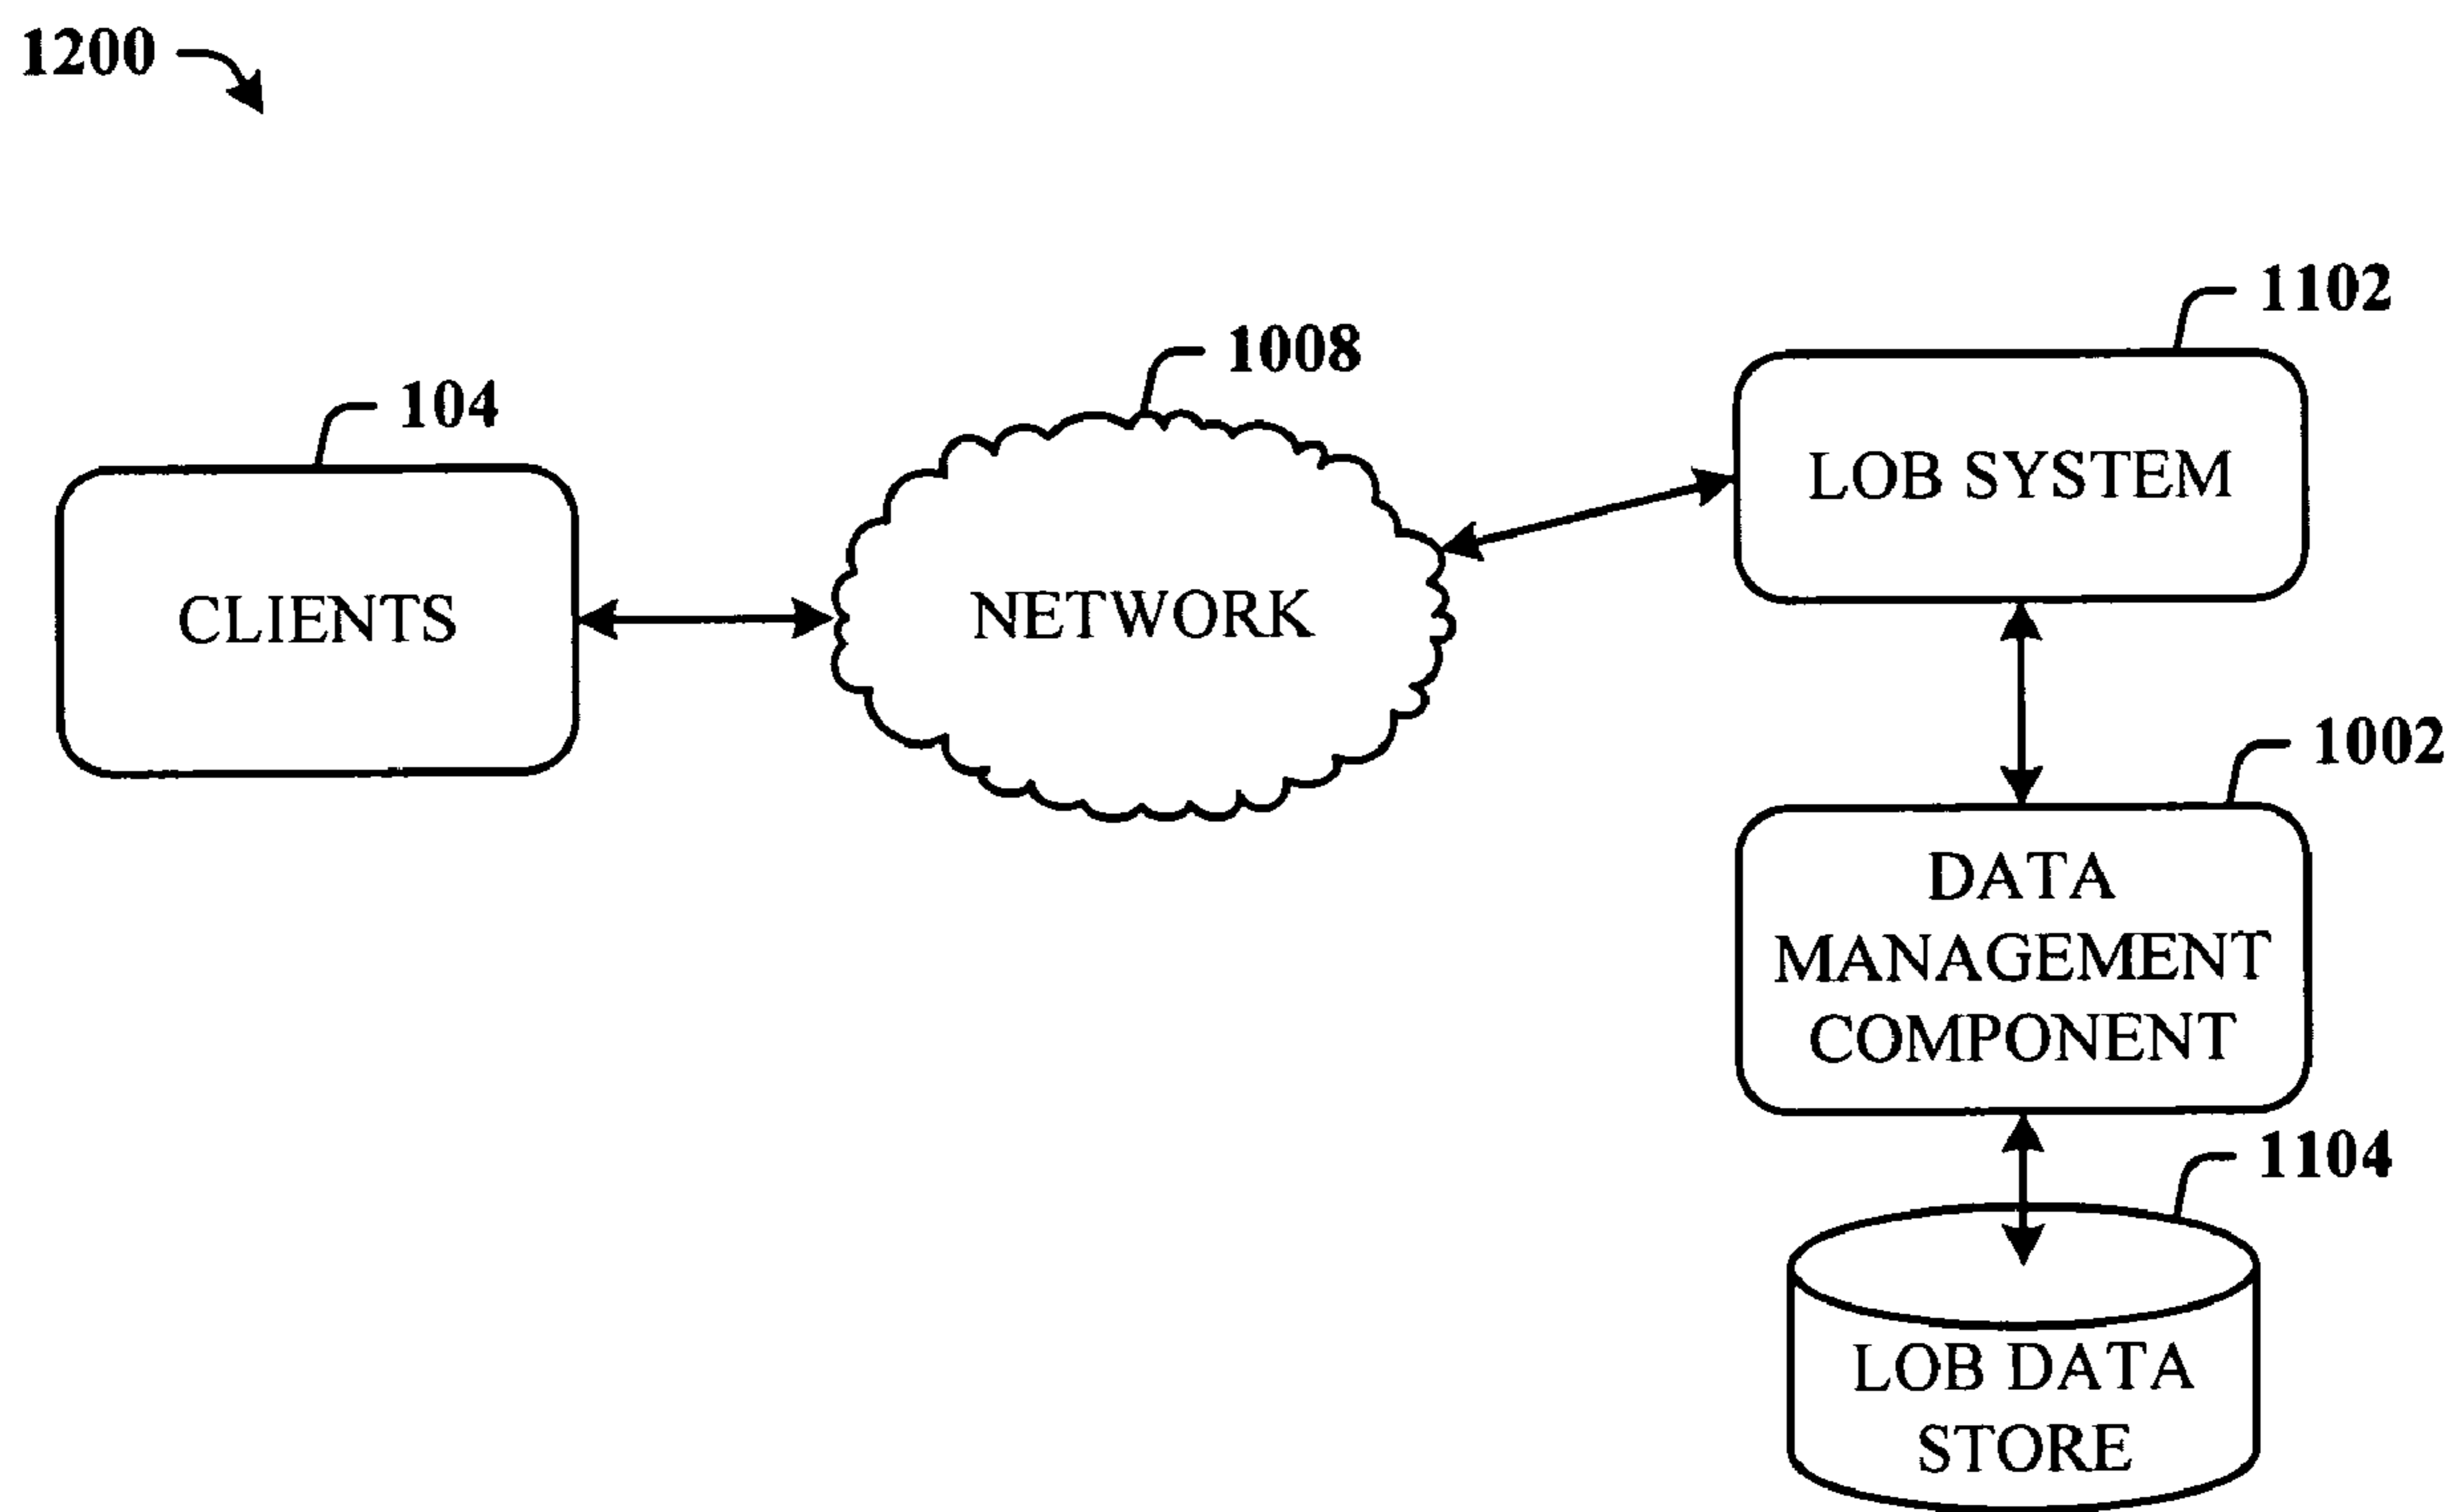 1200
1102
1008
104
LOB SYSTEM
CLIENTS
NETWORK
1002
DATA
MANAGEMENT
COMPONENT
1104
LOB DATA
STORE